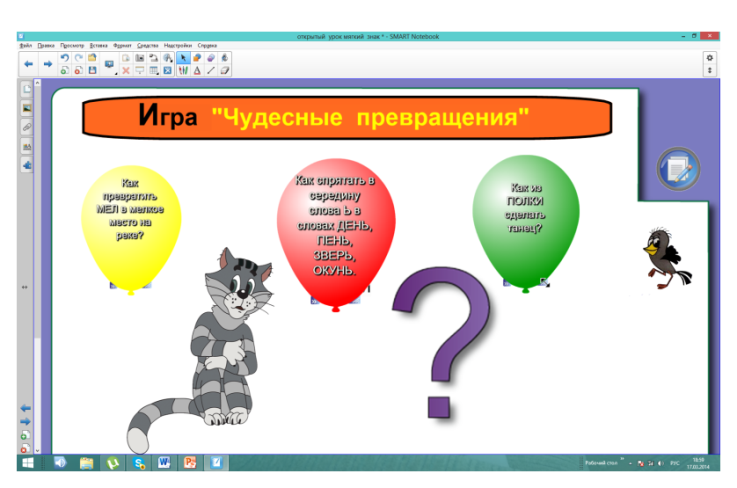 открытый урок мягкий знак * - SMART Notebook
Файл Правка Просмотр Вставка Формат Средства Надстройки Справка
Игра "Чудесные превращения"
Как
превратить
МЕЛ в мелкое
место на
реке?
Как спрятать в
середину
слова Ь в
словах ДЕНЬ,
ПЕНЬ,
ЗВЕРЬ,
ОКУНЬ.
Как из
ПОЛКИ
сделать
танец?
?
Рабочий стол
РУС
17.03.2014